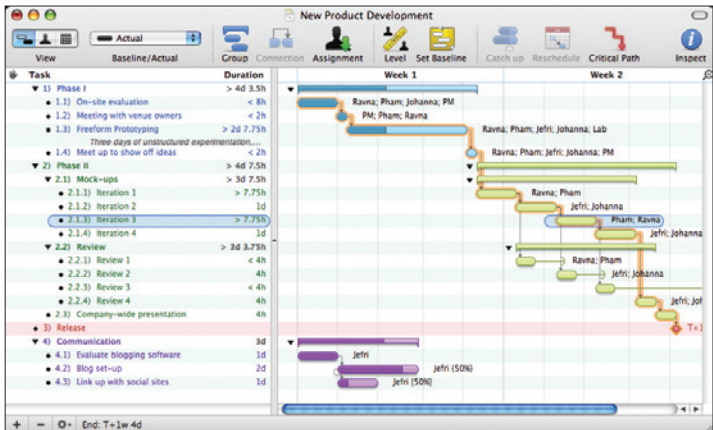 New Product Development
Actual
View Baseline/Actual Group Connection Assignment Level Set Baseline Catch up Reschedule Critical Path Inspect
Task Duration Week 1 Week 2
1) Phase I > 4d 3.5h
1.1) On-site evaluation < 8h Ravna; Pham; Johanna; PM
1.2) Meeting with venue owners < 2h PM; Pham; Ravna
1.3) Freeform Prototyping > 2d 7.75h Ravna; Pham; Jefri; Johanna; Lab
Three days of unstructured experimentation,...
1.4) Meet up to show off ideas < 2h Ravna; Pham; Jefri; Johanna; PM
2) Phase II > 4d 7.5h
2.1) Mock-ups > 3d 7.5h
2.1.1) Iteration 1 > 7.75h Ravna; Pham
2.1.2) Iteration 2 1d Jefri; Johanna
2.1.3) Iteration 3 > 7.75h Pham; Ravna
2.1.4) Iteration 4 1d Jefri; Johanna
2.2) Review > 3d 3.75h
2.2.1) Review 1 < 4h Ravna; Pham
2.2.2) Review 2 4h Jefri; Johanna
2.2.3) Review 3 < 4h
2.2.4) Review 4 4h Jefri; Joh
2.3) Company-wide presentation 4h
3) Release T+1
4) Communication 3d
4.1) Evaluate blogging software 1d Jefri
4.2) Blog set-up 2d Jefri {50%}
4.3) Link up with social sites 1d Jefri {50%}
End: T+1w 4d